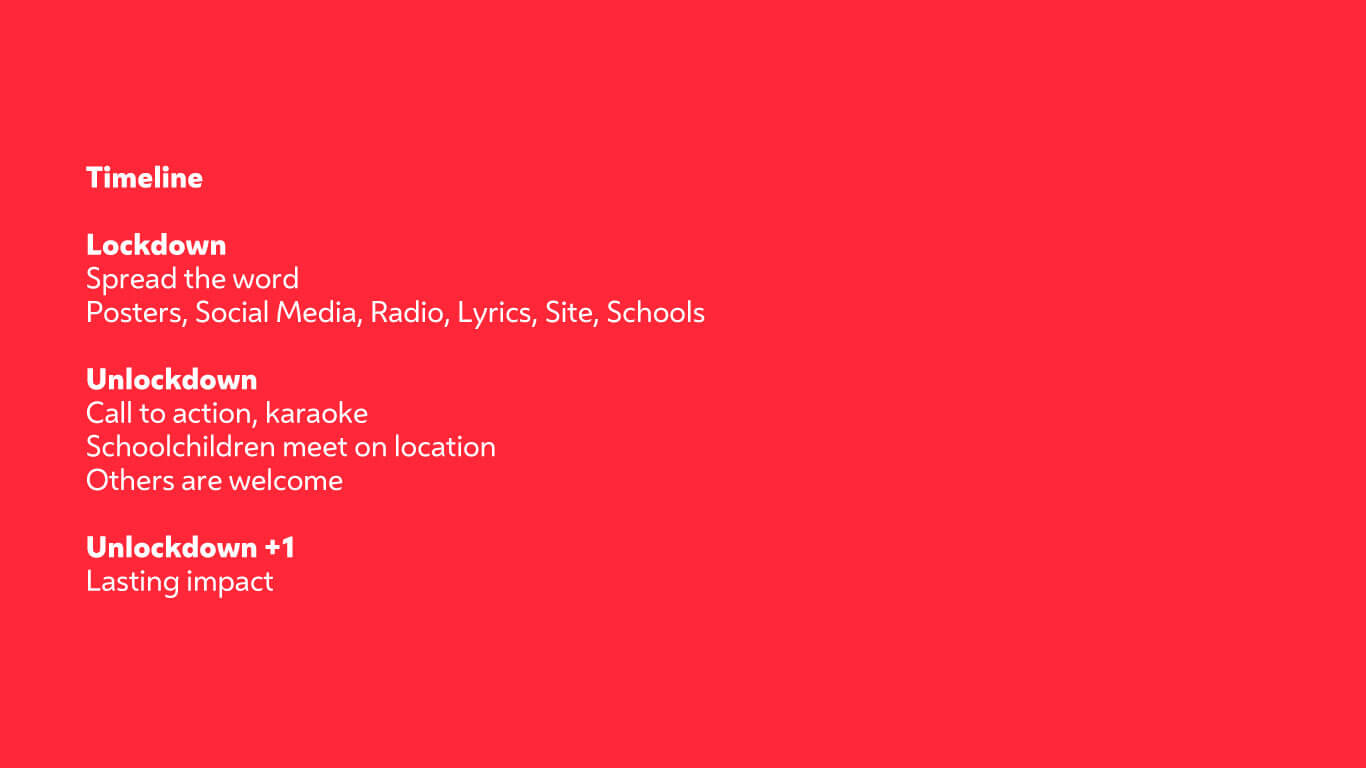 Timeline
Lockdown
Spread the word
Posters, Social Media, Radio, Lyrics, Site, Schools
Unlockdown
Call to action, karaoke
Schoolchildren meet on location
Others are welcome
Unlockdown +1
Lasting impact